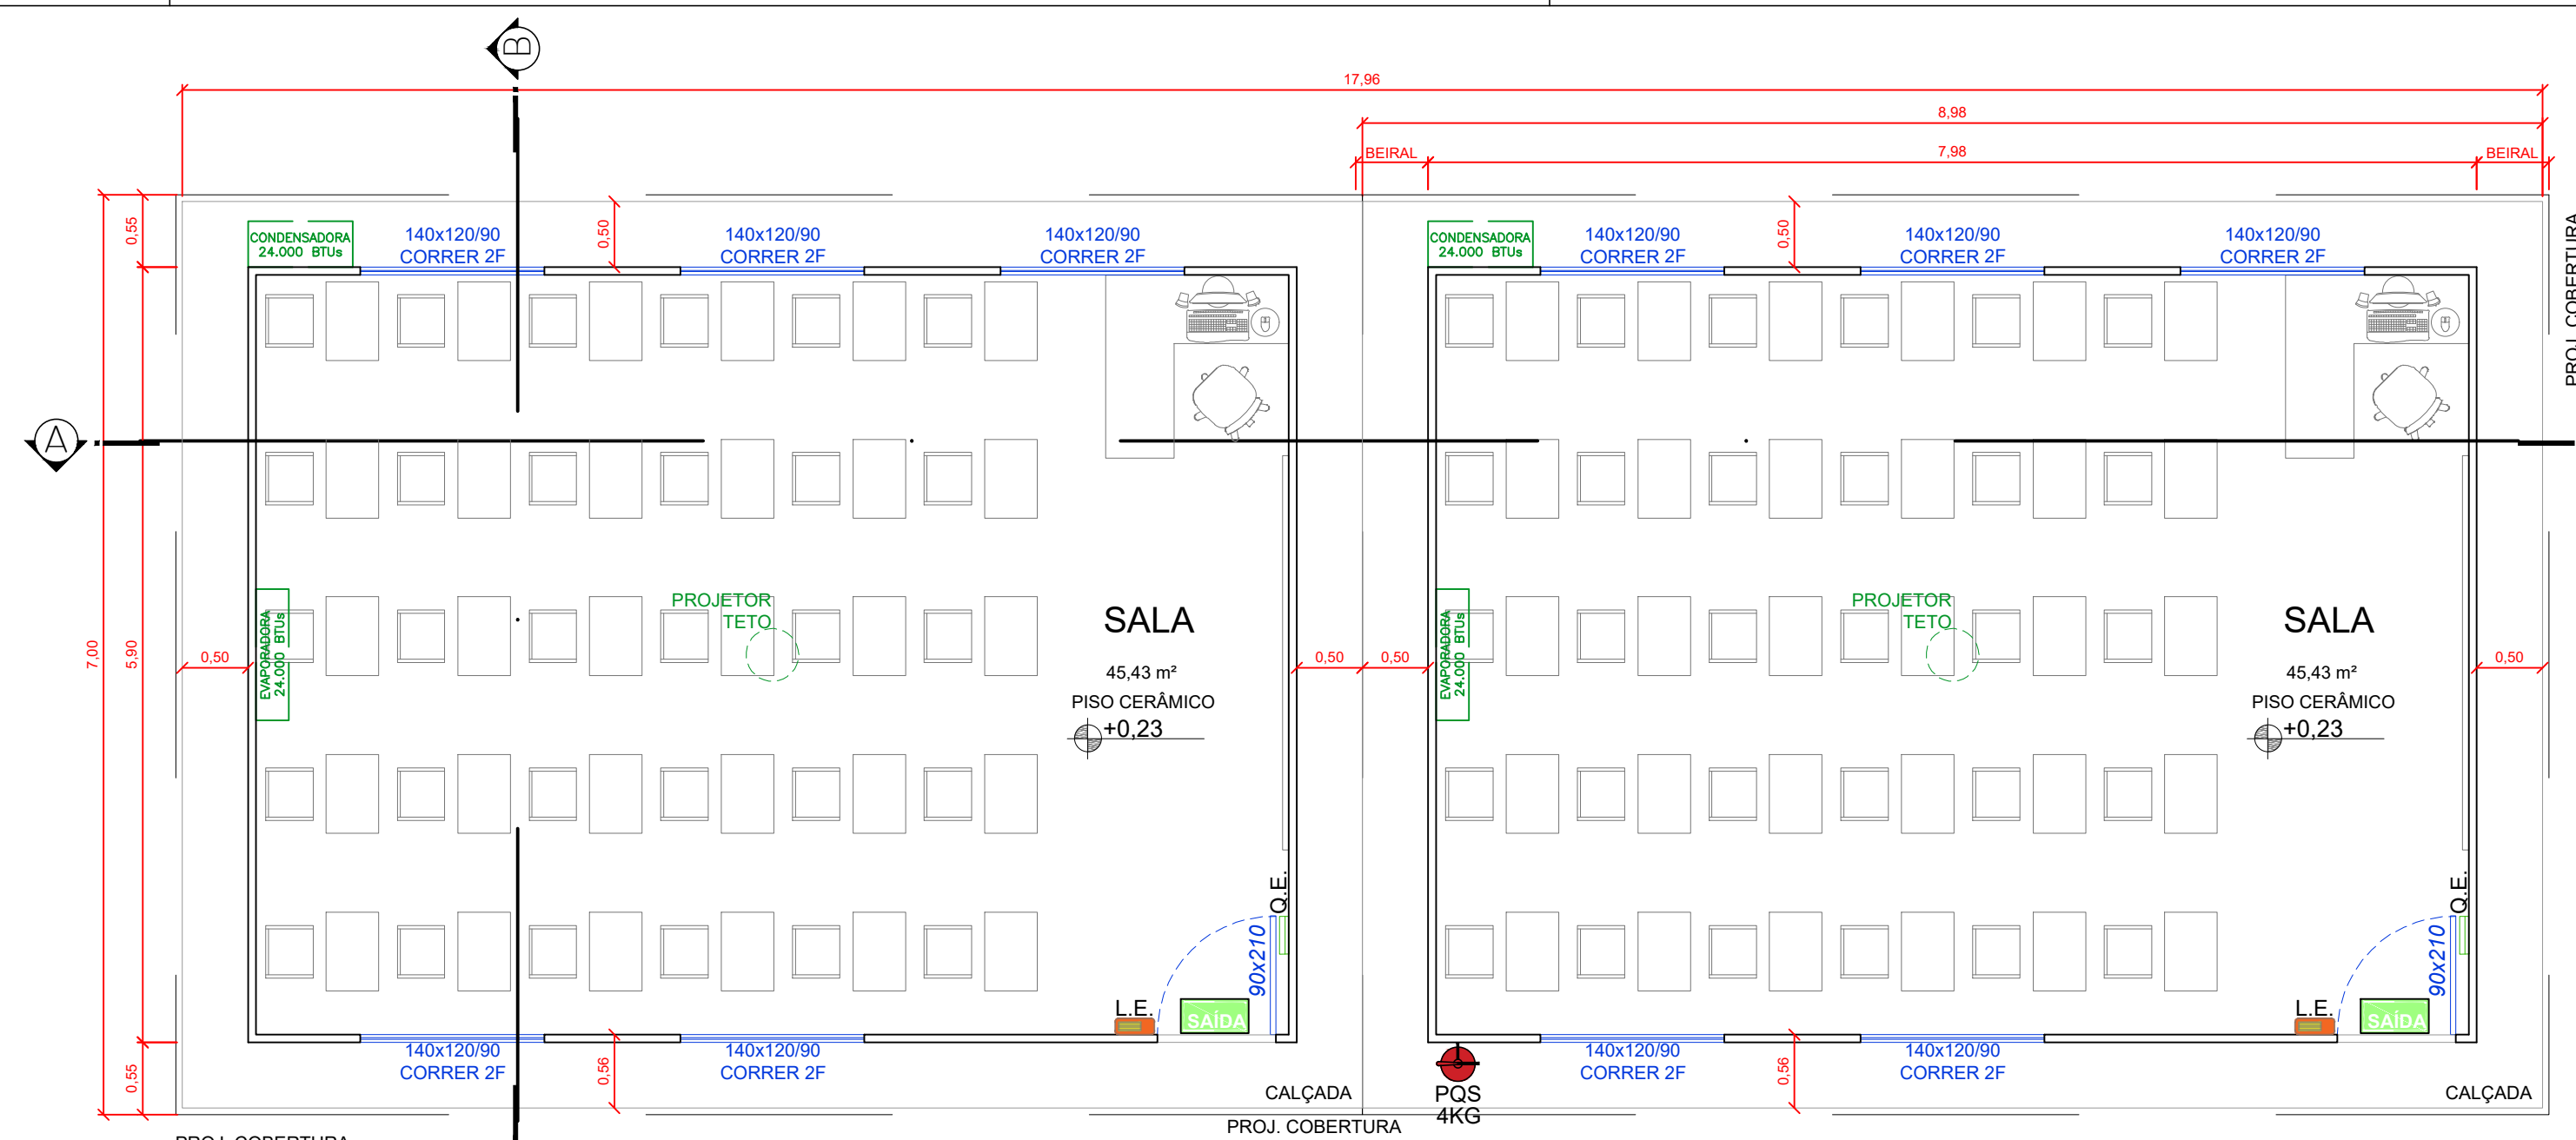 B
17,96
8,98
BEIRAL
7,98
BEIRAL
PROJ. COBERTURA
0,55
0,50
0,50
CONDENSADORA
24.000 BTUs
140x120/90
CORRER 2F
140x120/90
CORRER 2F
140x120/90
CORRER 2F
CONDENSADORA
24.000 BTUs
140x120/90
CORRER 2F
140x120/90
CORRER 2F
140x120/90
CORRER 2F
A
7,00
5,90
0,50
EVAPORADORA
24.000 BTUs
PROJETOR
TETO
SALA
45,43 m²
PISO CERÂMICO
+0,23
0,50
0,50
EVAPORADORA
24.000 BTUs
PROJETOR
TETO
SALA
45,43 m²
PISO CERÂMICO
+0,23
0,50
Q.E.
90x210
L.E.
SAÍDA
Q.E.
90x210
L.E.
SAÍDA
0,55
140x120/90
CORRER 2F
0,56
140x120/90
CORRER 2F
CALÇADA
PQS
4KG
140x120/90
CORRER 2F
0,56
140x120/90
CORRER 2F
CALÇADA
PROJ. COBERTURA
PROJ. COBERTURA